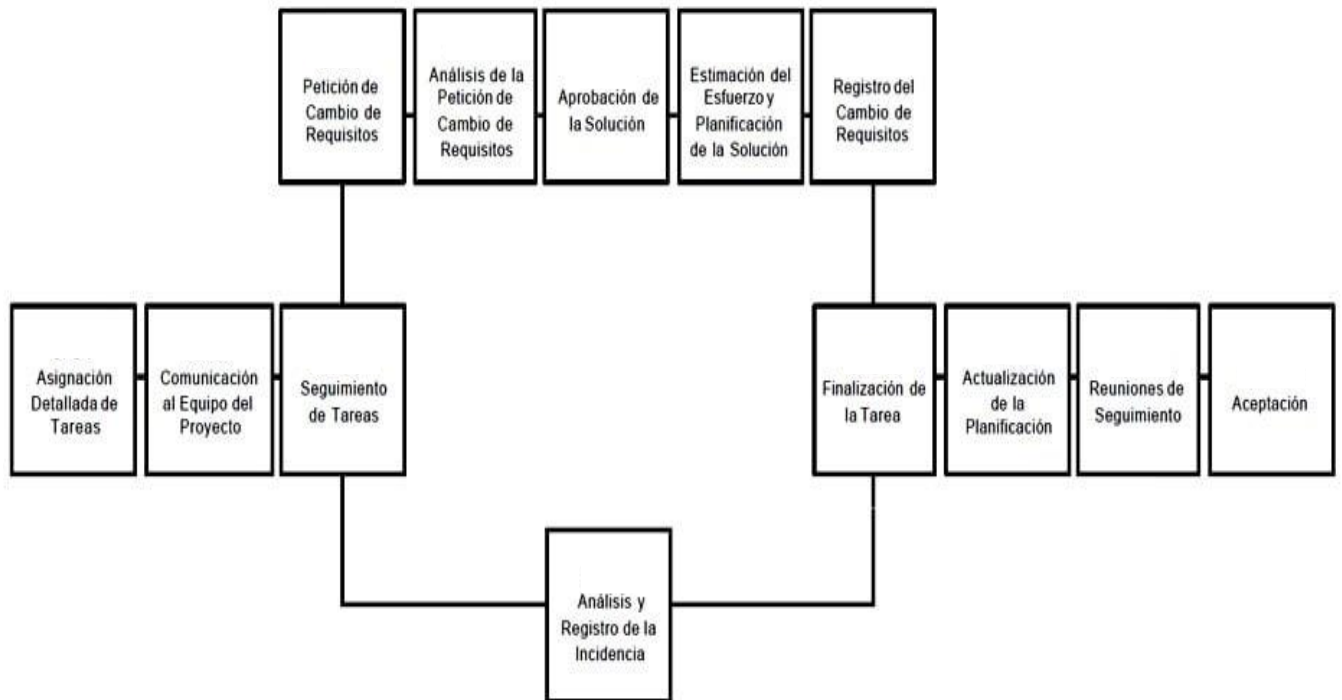 Petición de
Cambio de
Requisitos
Análisis de la
Petición de
Cambio de
Requisitos
Aprobación de
la Solución
Estimación del
Esfuerzo y
Planificación
de la Solución
Registro del
Cambio de
Requisitos
Asignación
Detallada de
Tareas
Comunicación
al Equipo del
Proyecto
Seguimiento
de Tareas
Finalización de
la Tarea
Actualización
de la
Planificación
Reuniones de
Seguimiento
Aceptación
Análisis y
Registro de la
Incidencia